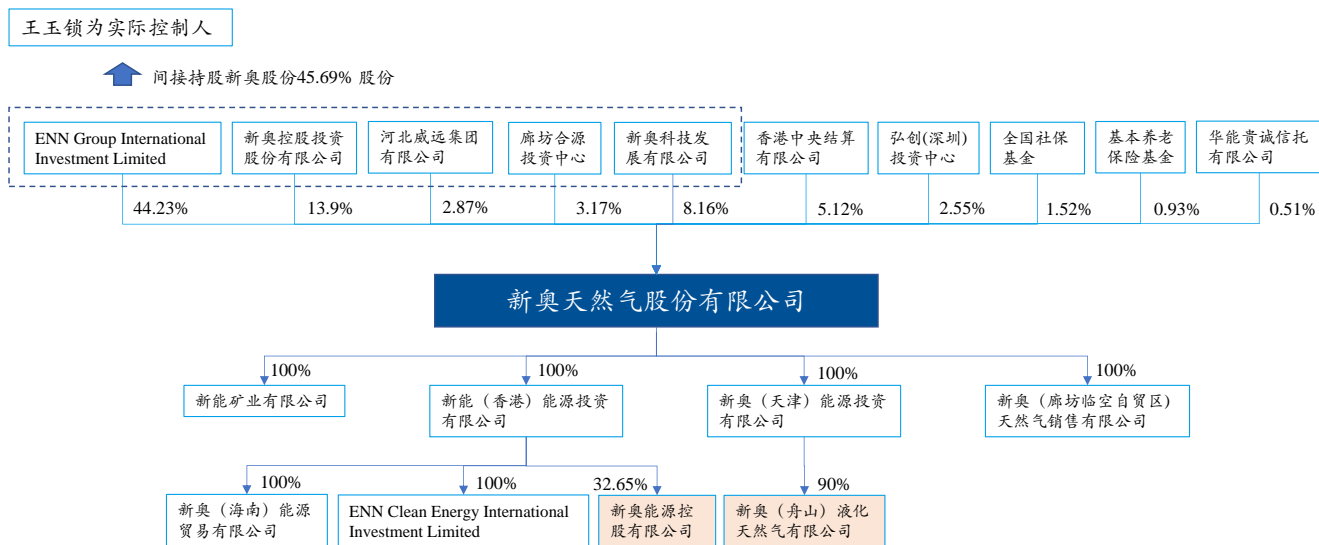 王玉锁为实际控制人
间接持股新奥股份45.69% 股份
ENN Group International
Investment Limited
新奥控股投资
股份有限公司
河北威远集团
有限公司
廊坊合源
投资中心
新奥科技发
展有限公司
香港中央结算
有限公司
弘创(深圳)
投资中心
全国社保
基金
基本养老
保险基金
华能贵诚信托
有限公司
44.23%
13.9%
2.87%
3.17%
8.16%
5.12%
2.55%
1.52%
0.93%
0.51%
新奥天然气股份有限公司
100%
100%
100%
100%
新能矿业有限公司
新能（香港）能源投资
有限公司
新奥（天津）能源投资
有限公司
新奥（廊坊临空自贸区）
天然气销售有限公司
100%
100%
32.65%
90%
新奥（海南）能源
贸易有限公司
ENN Clean Energy International
Investment Limited
新奥能源控
股有限公司
新奥（舟山）液化
天然气有限公司